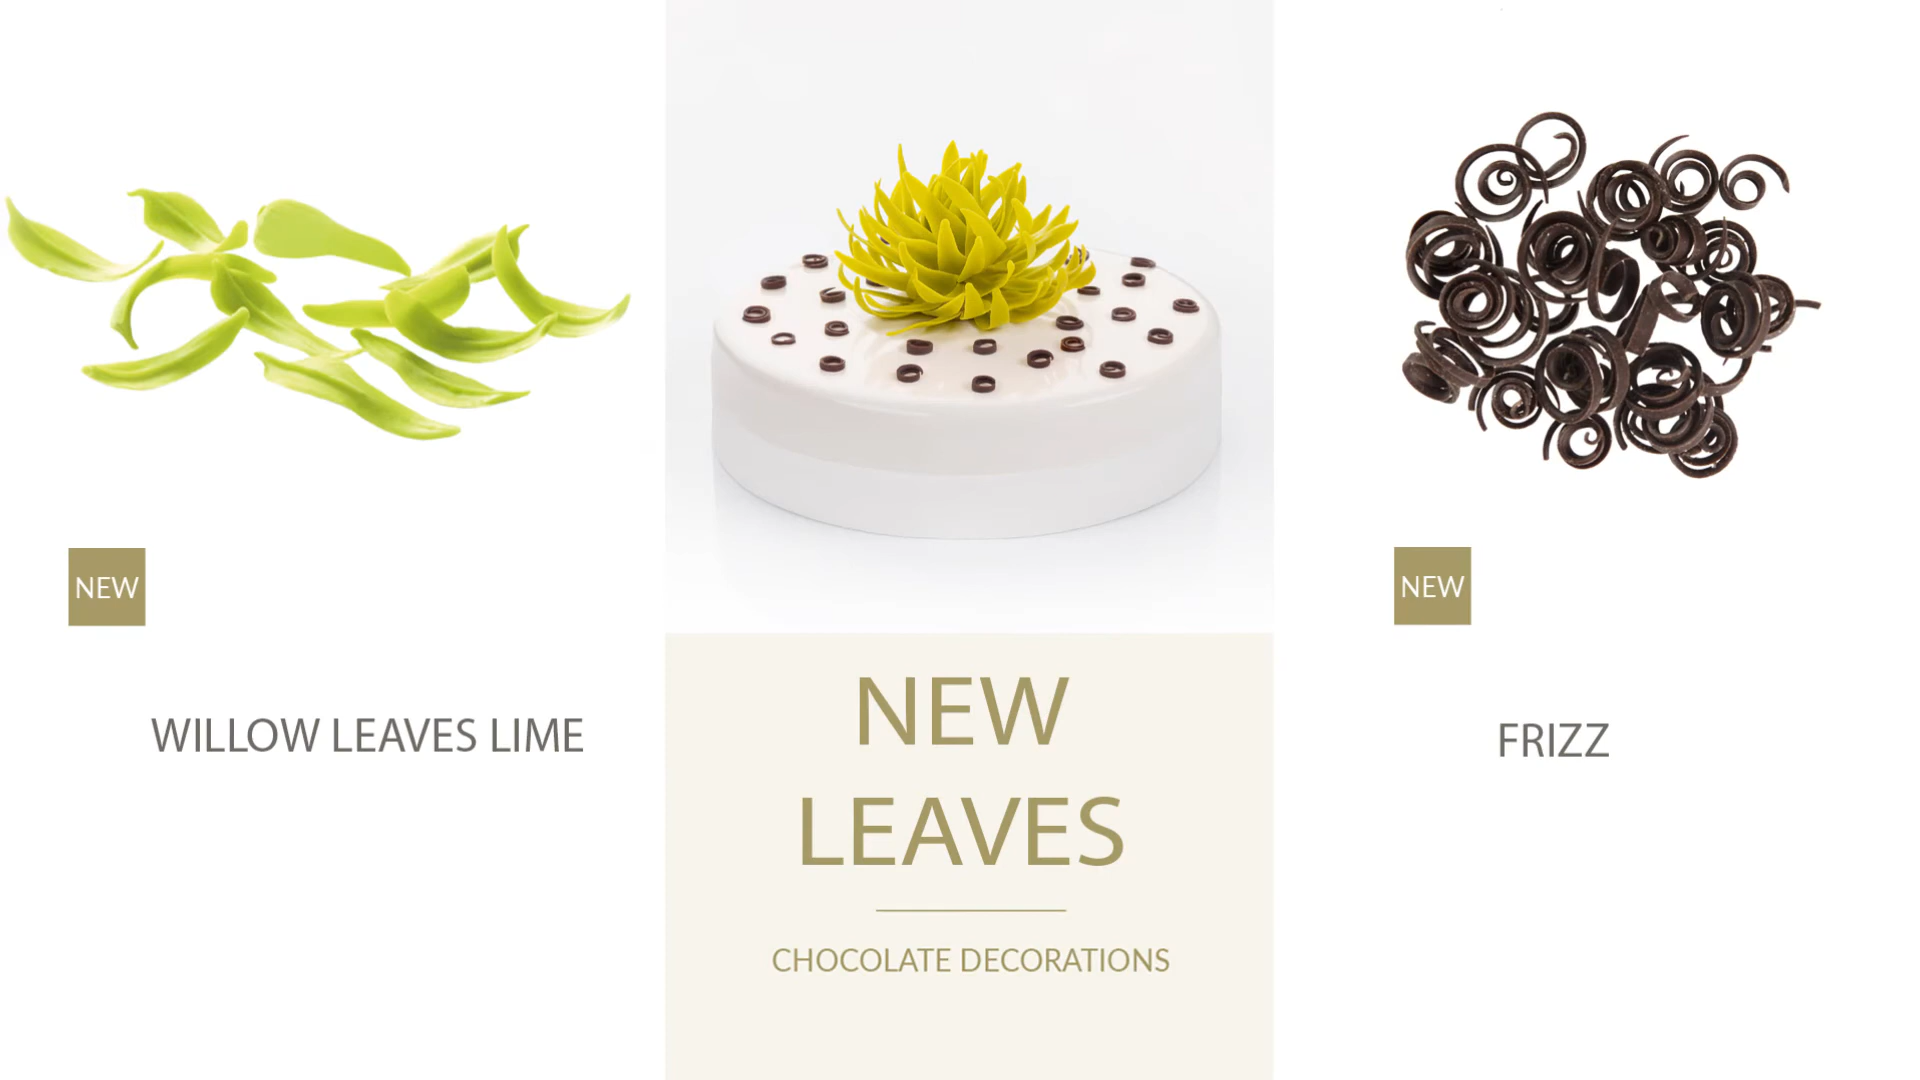 NEW
WILLOW LEAVES LIME
NEW
LEAVES
CHOCOLATE DECORATIONS
NEW
FRIZZ